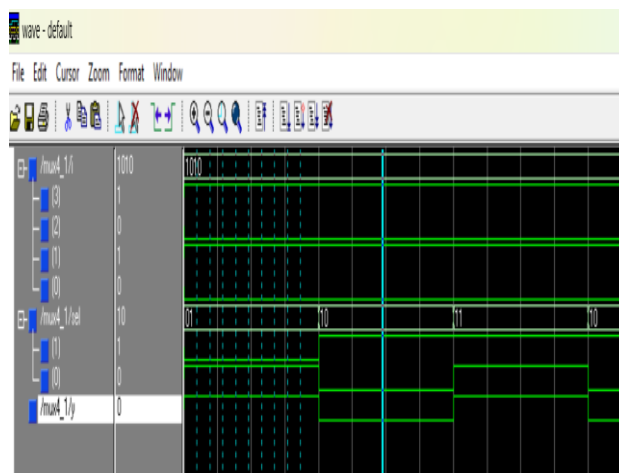 wave - default
File Edit Cursor Zoom Format Window
/mux4_1/i 1010 1010
(3) 1
(2) 0
(1) 1
(0) 0
/mux4_1/sel 10 01 10 11 10
(1) 1
(0) 0
/mux4_1/y 0